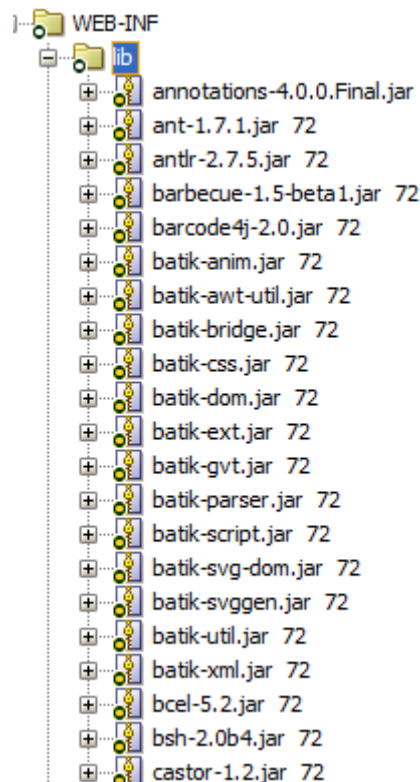 WEB-INF
lib
annotations-4.0.0.Final.jar
ant-1.7.1.jar 72
antlr-2.7.5.jar 72
barbecue-1.5-beta1.jar 72
barcode4j-2.0.jar 72
batik-anim.jar 72
batik-awt-util.jar 72
batik-bridge.jar 72
batik-css.jar 72
batik-dom.jar 72
batik-ext.jar 72
batik-gvt.jar 72
batik-parser.jar 72
batik-script.jar 72
batik-svg-dom.jar 72
batik-svggen.jar 72
batik-util.jar 72
batik-xml.jar 72
bcel-5.2.jar 72
bsh-2.0b4.jar 72
castor-1.2.jar 72